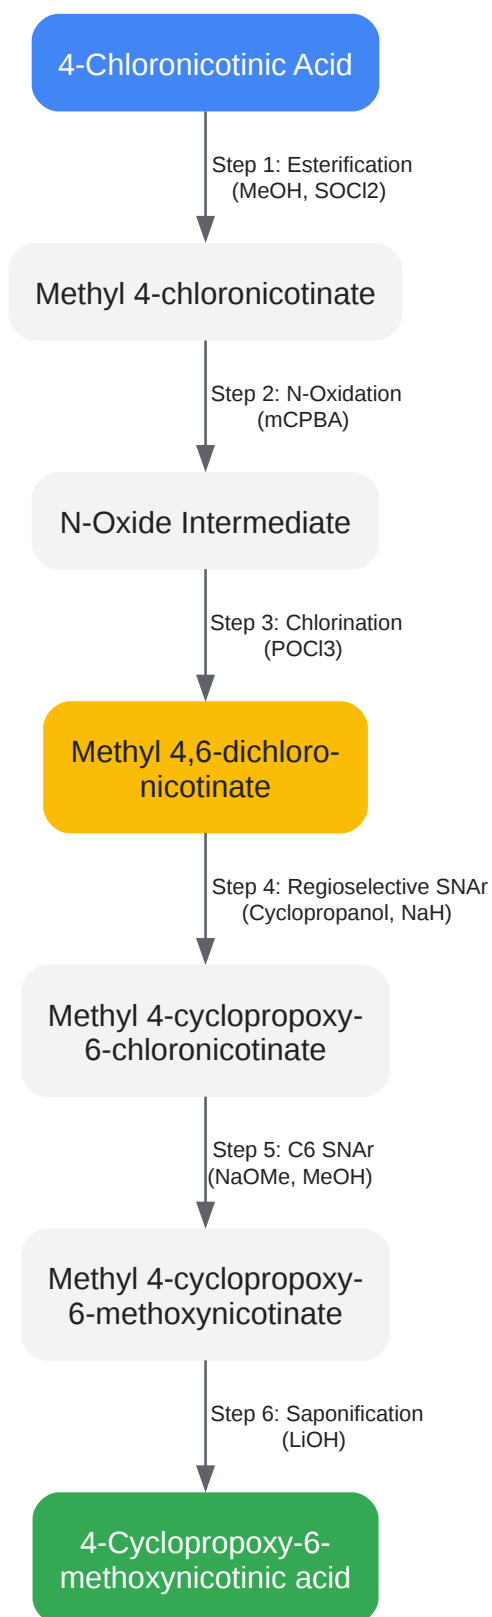 4-Chloronicotinic Acid
Step 1: Esterification
(MeOH, SOCl2)
Methyl 4-chloronicotinate
Step 2: N-Oxidation
(mCPBA)
N-Oxide Intermediate
Step 3: Chlorination
(POCl3)
Methyl 4,6-dichloro-
nicotinate
Step 4: Regioselective SNAr
(Cyclopropanol, NaH)
Methyl 4-cyclopropoxy-
6-chloronicotinate
Step 5: C6 SNAr
(NaOMe, MeOH)
Methyl 4-cyclopropoxy-
6-methoxynicotinate
Step 6: Saponification
(LiOH)
4-Cyclopropoxy-6-
methoxynicotinic acid